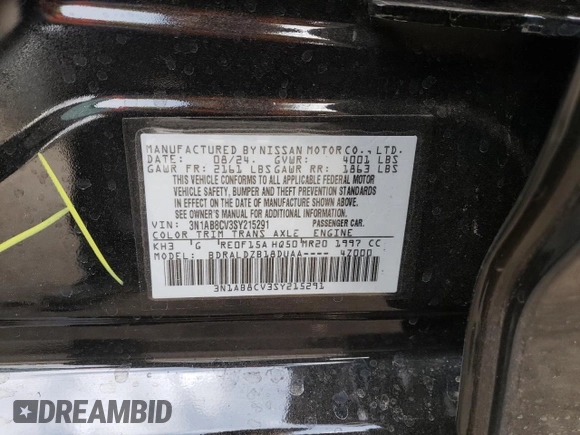 MANUFACTURED BY NISSAN MOTOR CO., LTD.
DATE: 08/24. GVWR: 4001 LBS
GAWR FR: 2161 LBS GAWR RR: 1863 LBS
THIS VEHICLE CONFORMS TO ALL APPLICABLE FEDERAL MOTOR
VEHICLE SAFETY, BUMPER AND THEFT PREVENTION STANDARDS
IN EFFECT ON THE DATE OF MANUFACTURE SHOWN ABOVE.
SEE OWNER'S MANUAL FOR ADDITIONAL INFORMATION.
VIN: 3N1AB8CV3SY215291 PASSENGER CAR.
COLOR TRIM TRANS AXLE ENGINE
KH3 'G 'RE0F15A HQ50 MR20 1997 CC
MODEL: BDRALDZB18DUAA---- 4Z000
3N1AB8CV3SY215291
DREAMBID